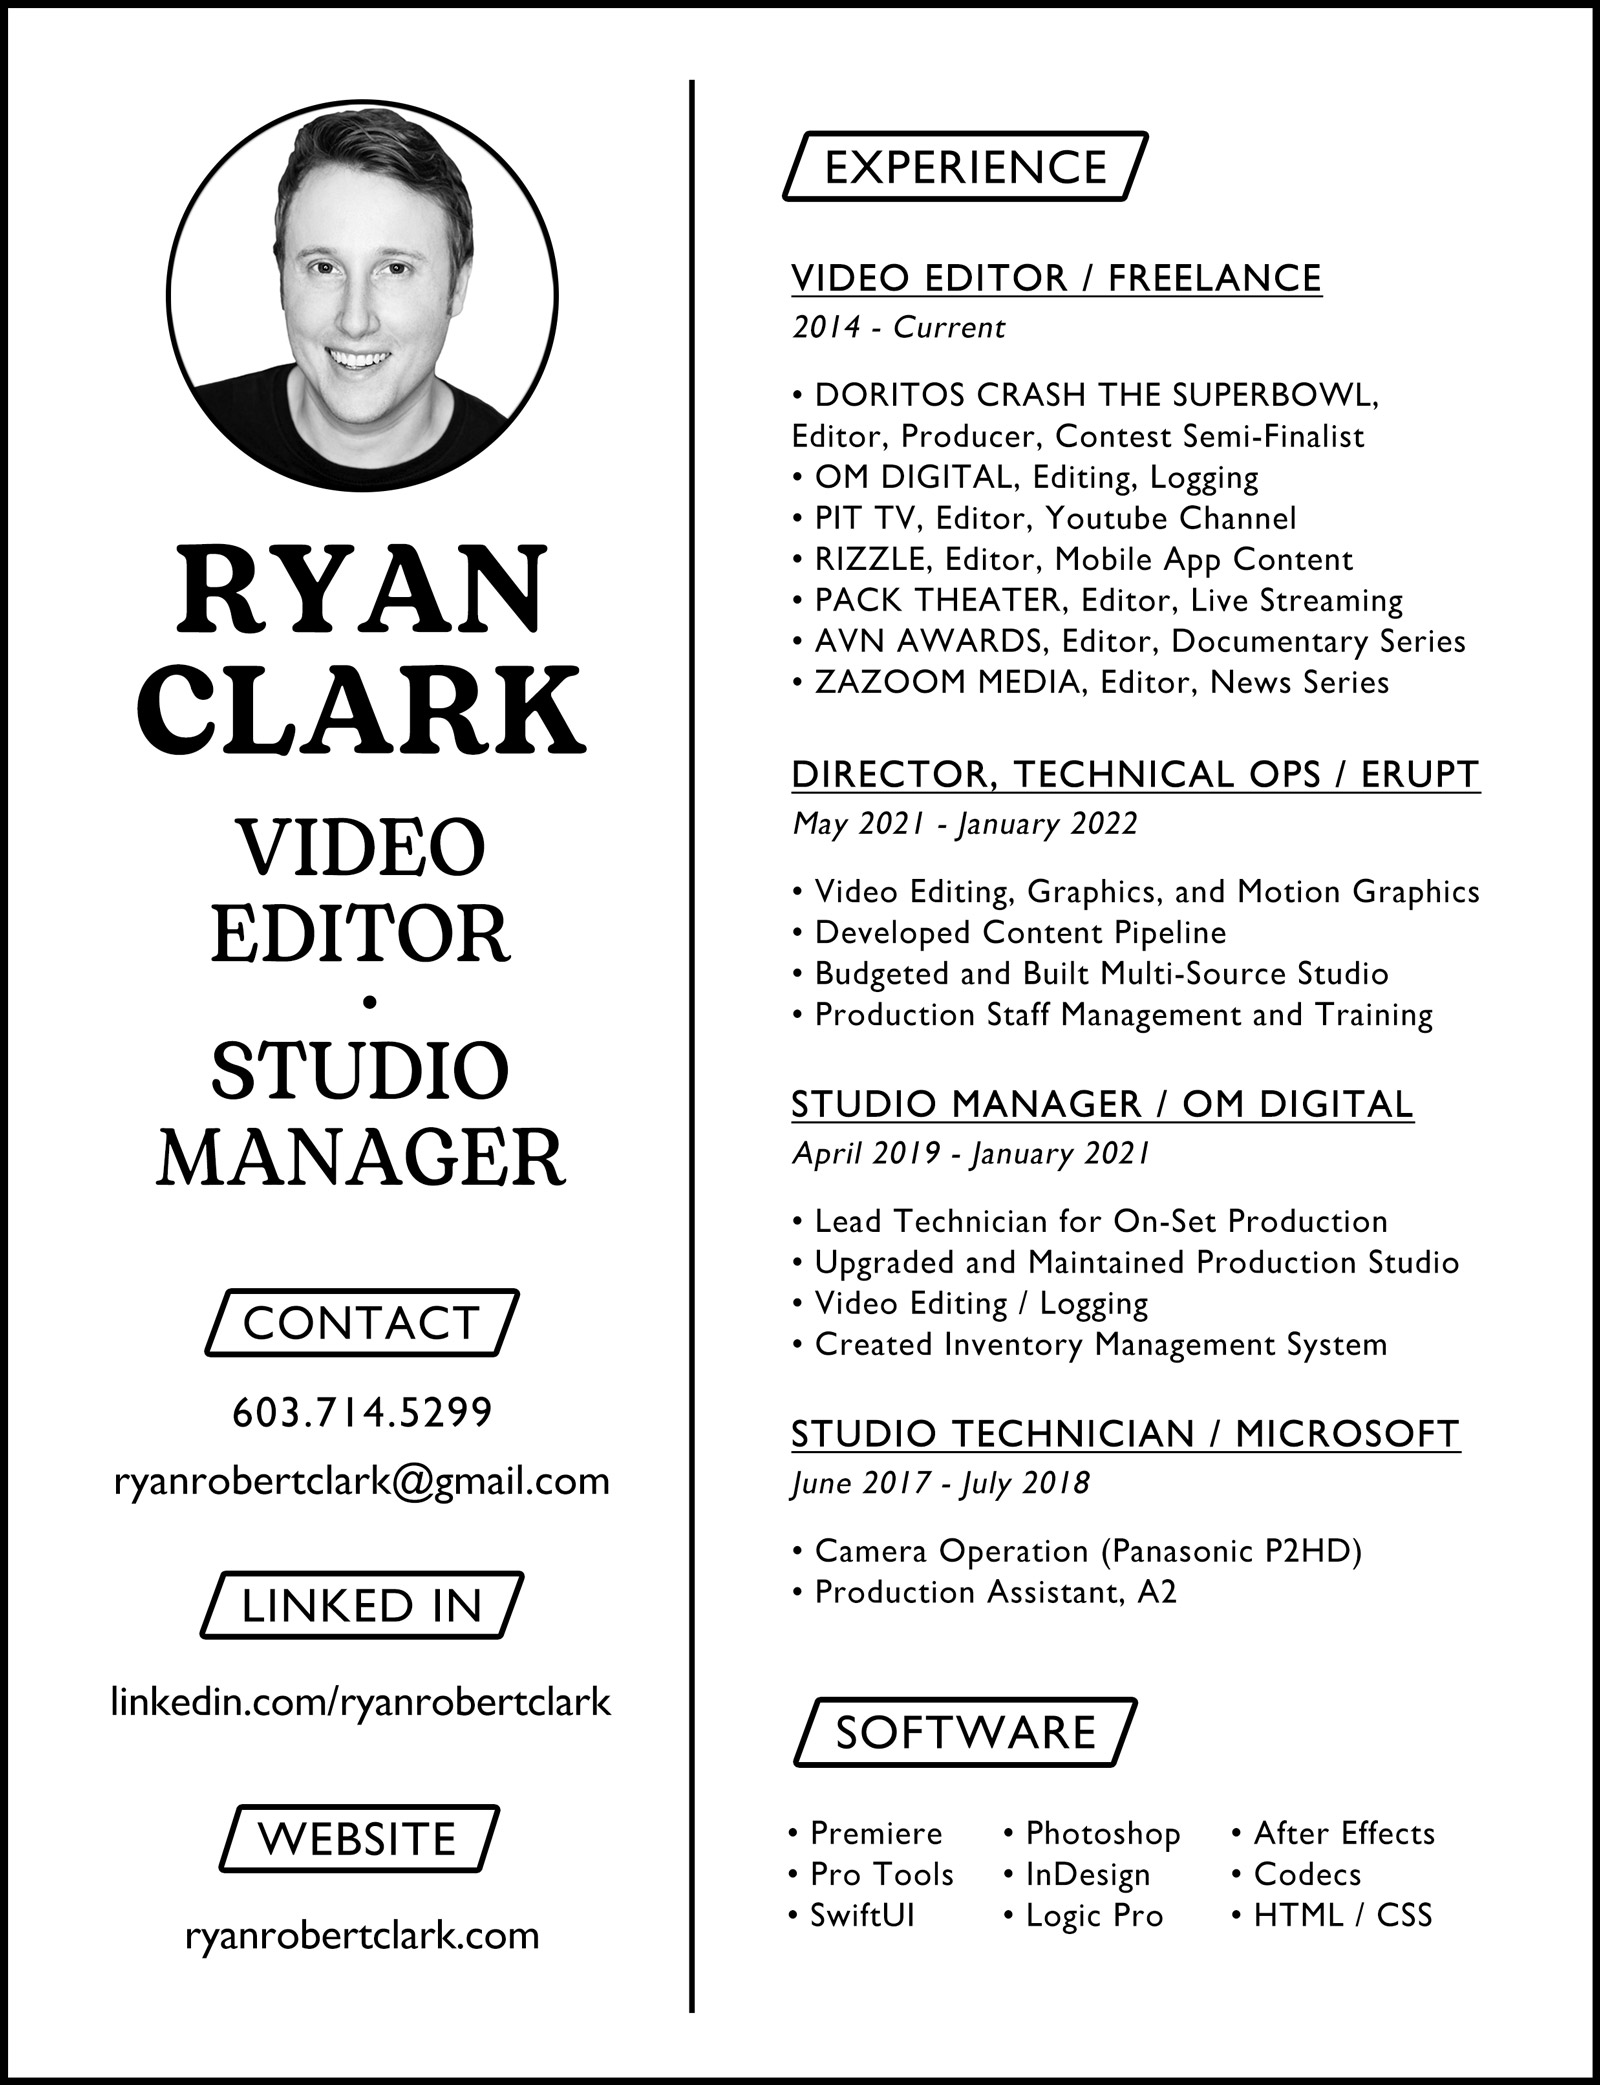 RYAN
CLARK
VIDEO
EDITOR
•
STUDIO
MANAGER
CONTACT
603.714.5299
ryanrobertclark@gmail.com
LINKED IN
linkedin.com/ryanrobertclark
WEBSITE
ryanrobertclark.com
EXPERIENCE
VIDEO EDITOR / FREELANCE
2014 - Current
• DORITOS CRASH THE SUPERBOWL,
Editor, Producer, Contest Semi-Finalist
• OM DIGITAL, Editing, Logging
• PIT TV, Editor, Youtube Channel
• RIZZLE, Editor, Mobile App Content
• PACK THEATER, Editor, Live Streaming
• AVN AWARDS, Editor, Documentary Series
• ZAZOOM MEDIA, Editor, News Series
DIRECTOR, TECHNICAL OPS / ERUPT
May 2021 - January 2022
• Video Editing, Graphics, and Motion Graphics
• Developed Content Pipeline
• Budgeted and Built Multi-Source Studio
• Production Staff Management and Training
STUDIO MANAGER / OM DIGITAL
April 2019 - January 2021
• Lead Technician for On-Set Production
• Upgraded and Maintained Production Studio
• Video Editing / Logging
• Created Inventory Management System
STUDIO TECHNICIAN / MICROSOFT
June 2017 - July 2018
• Camera Operation (Panasonic P2HD)
• Production Assistant, A2
SOFTWARE
• Premiere • Photoshop • After Effects
• Pro Tools • InDesign • Codecs
• SwiftUI • Logic Pro • HTML / CSS